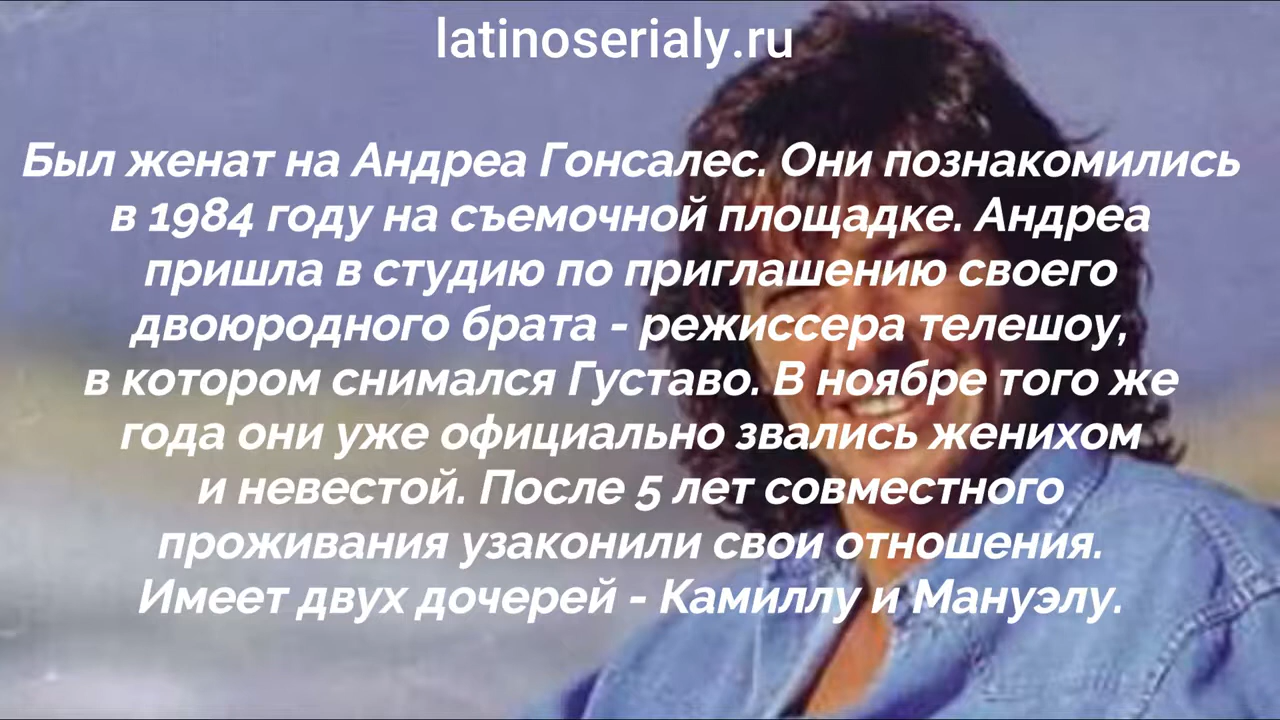 latinoserialy.ru
Был женат на Андреа Гонсалес. Они познакомились
в 1984 году на съемочной площадке. Андреа
пришла в студию по приглашению своего
двоюродного брата - режиссера телешоу,
в котором снимался Густаво. В ноябре того же
года они уже официально звались женихом
и невестой. После 5 лет совместного
проживания узаконили свои отношения.
Имеет двух дочерей - Камиллу и Мануэлу.